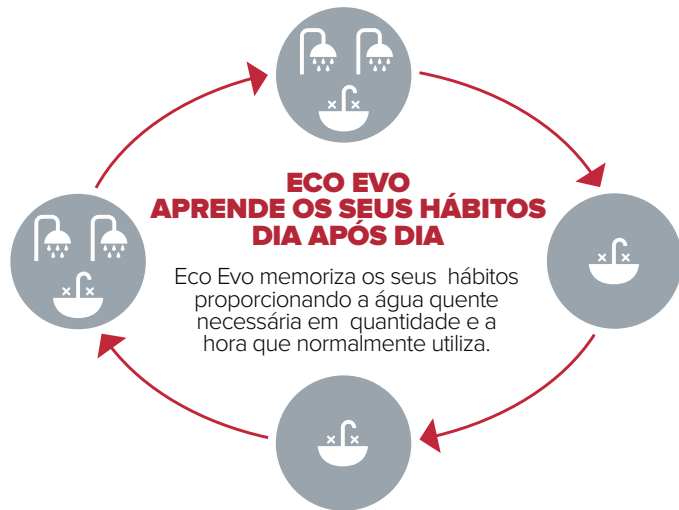 ECO EVO
APRENDE OS SEUS HÁBITOS
DIA APÓS DIA
Eco Evo memoriza os seus hábitos
proporcionando a água quente
necessária em quantidade e a
hora que normalmente utiliza.